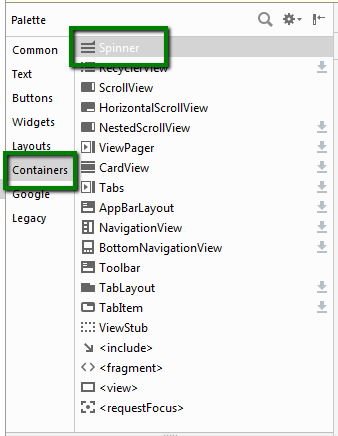 Palette
Common
Text
Buttons
Widgets
Layouts
Containers
Google
Legacy
Spinner
RecyclerView
ScrollView
HorizontalScrollView
NestedScrollView
ViewPager
CardView
Tabs
AppBarLayout
NavigationView
BottomNavigationView
Toolbar
TabLayout
TabItem
ViewStub
<include>
<fragment>
<view>
<requestFocus>